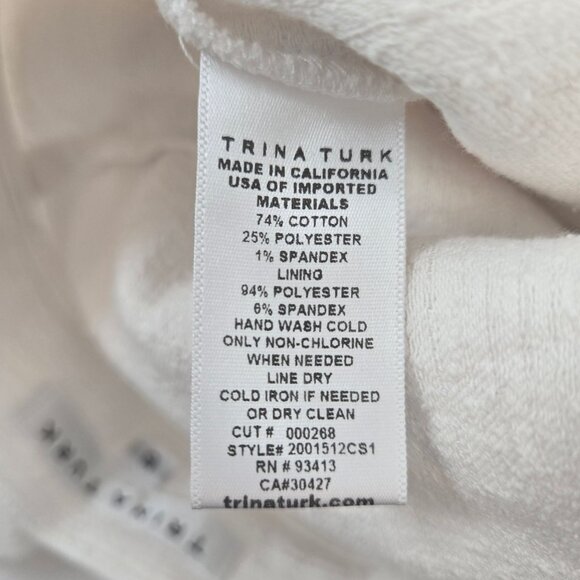 TRINA TURK
MADE IN CALIFORNIA
USA OF IMPORTED
MATERIALS
74% COTTON
25% POLYESTER
1% SPANDEX
LINING
94% POLYESTER
6% SPANDEX
HAND WASH COLD
ONLY NON-CHLORINE
WHEN NEEDED
LINE DRY
COLD IRON IF NEEDED
OR DRY CLEAN
CUT # 000268
STYLE# 2001512CS1
RN # 93413
CA#30427
trinaturk.com
TRINA TURK